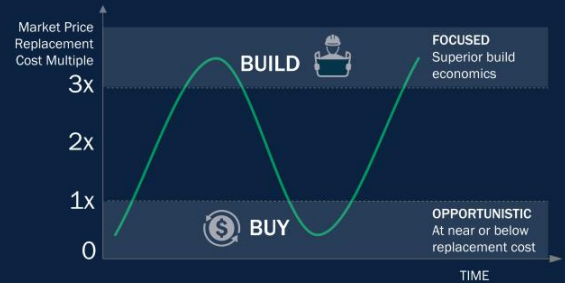 Market Price
Replacement
Cost Multiple
3x
2x
1x
0
BUILD
FOCUSED
Superior build
economics
$
BUY
OPPORTUNISTIC
At near or below
replacement cost
TIME